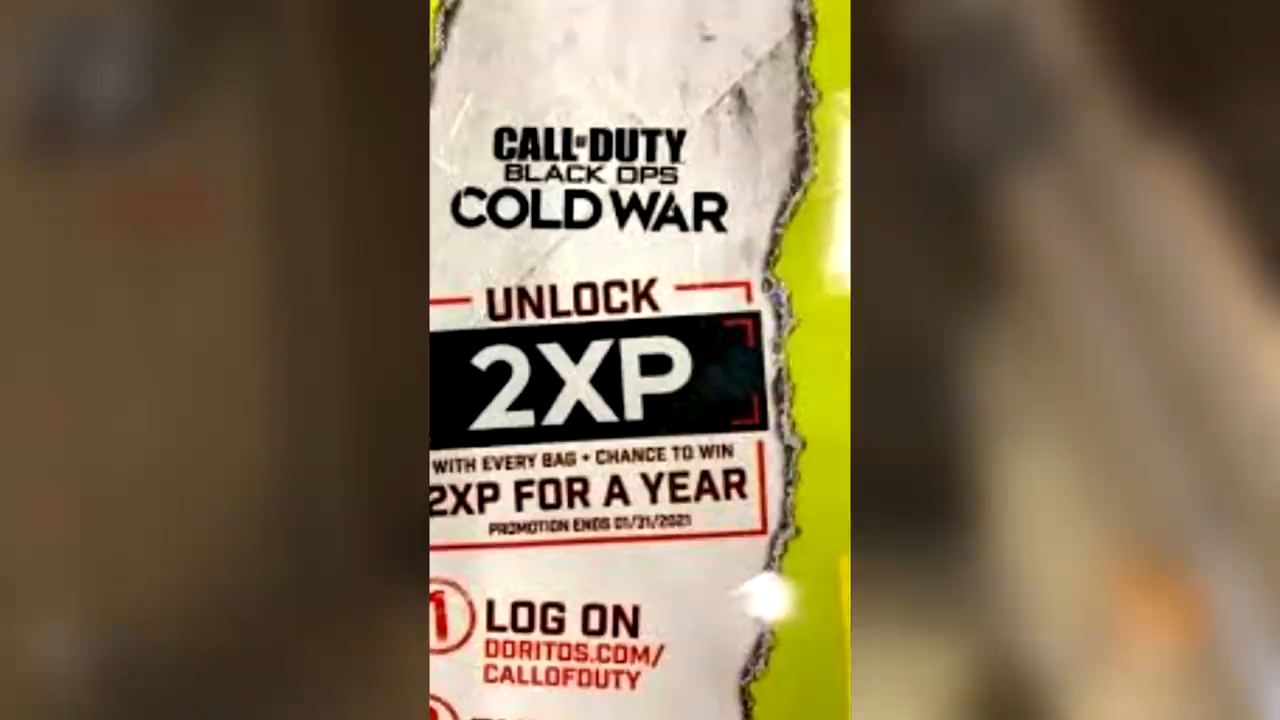 CALL OF DUTY
BLACK OPS
COLD WAR
UNLOCK
2XP
WITH EVERY BAG + CHANCE TO WIN
2XP FOR A YEAR
PROMOTION ENDS 01/31/2021
1 LOG ON
DORITOS.COM/
CALLOFDUTY